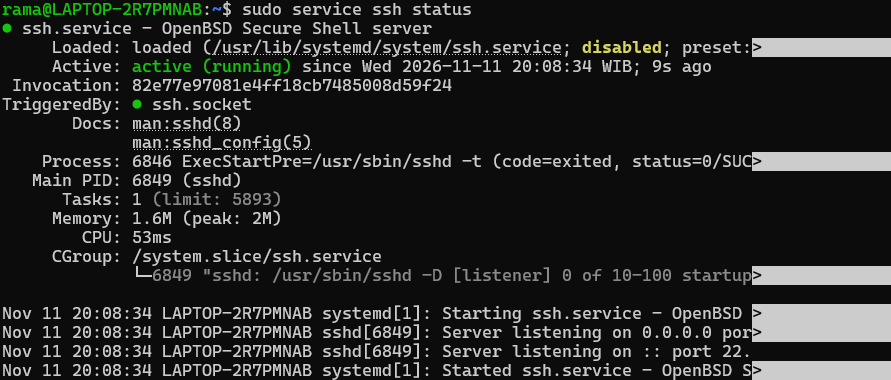 rama@LAPTOP-2R7PMNAB:~$ sudo service ssh status
● ssh.service - OpenBSD Secure Shell server
     Loaded: loaded (/usr/lib/systemd/system/ssh.service; disabled; preset:>
     Active: active (running) since Wed 2026-11-11 20:08:34 WIB; 9s ago
 Invocation: 82e77e97081e4ff18cb7485008d59f24
TriggeredBy: ● ssh.socket
       Docs: man:sshd(8)
             man:sshd_config(5)
    Process: 6846 ExecStartPre=/usr/sbin/sshd -t (code=exited, status=0/SUC>
   Main PID: 6849 (sshd)
      Tasks: 1 (limit: 5893)
     Memory: 1.6M (peak: 2M)
        CPU: 53ms
     CGroup: /system.slice/ssh.service
             └─6849 "sshd: /usr/sbin/sshd -D [listener] 0 of 10-100 startup>
Nov 11 20:08:34 LAPTOP-2R7PMNAB systemd[1]: Starting ssh.service - OpenBSD >
Nov 11 20:08:34 LAPTOP-2R7PMNAB sshd[6849]: Server listening on 0.0.0.0 por>
Nov 11 20:08:34 LAPTOP-2R7PMNAB sshd[6849]: Server listening on :: port 22.>
Nov 11 20:08:34 LAPTOP-2R7PMNAB systemd[1]: Started ssh.service - OpenBSD S>